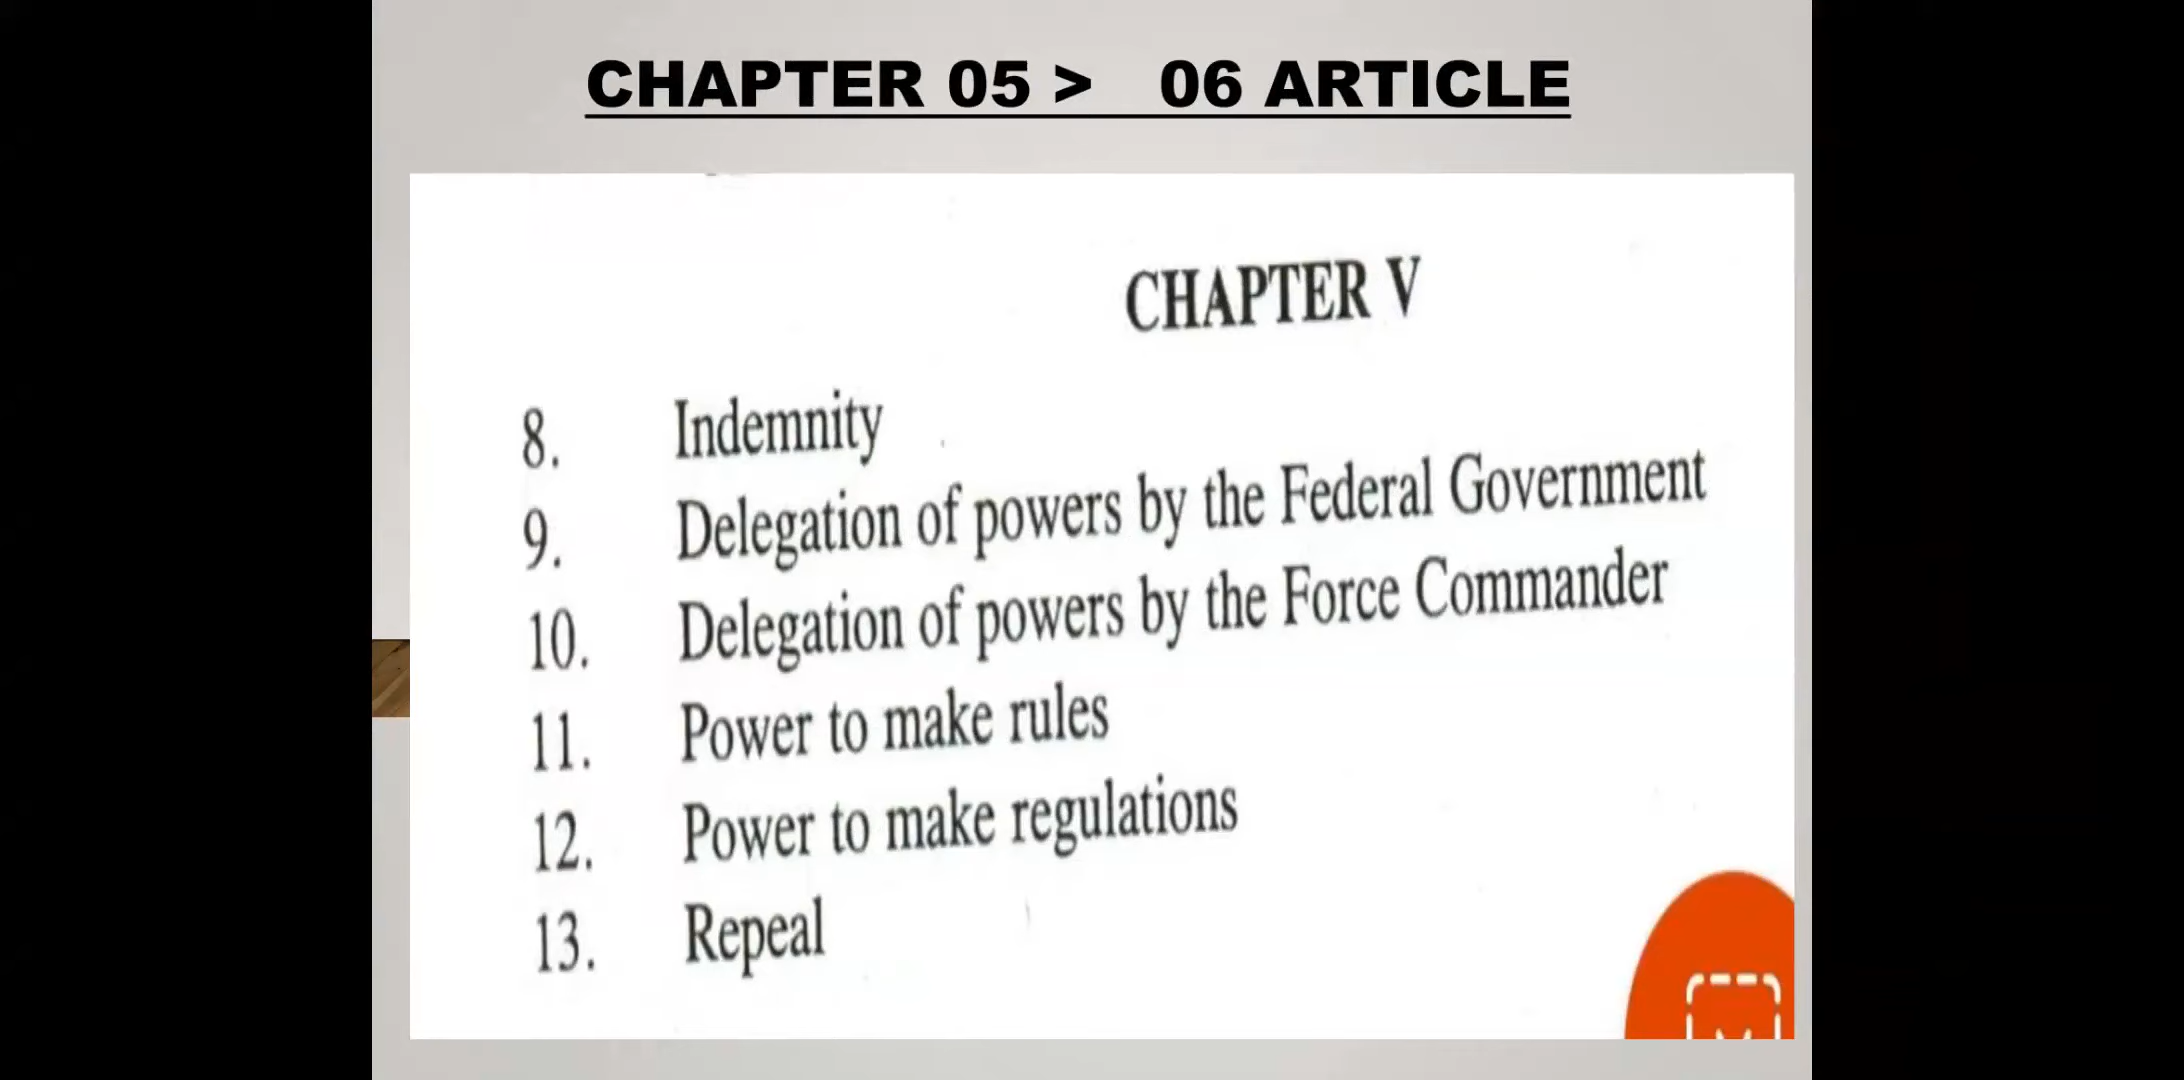 CHAPTER 05 > 06 ARTICLE
CHAPTER V
8. Indemnity
9. Delegation of powers by the Federal Government
10. Delegation of powers by the Force Commander
11. Power to make rules
12. Power to make regulations
13. Repeal